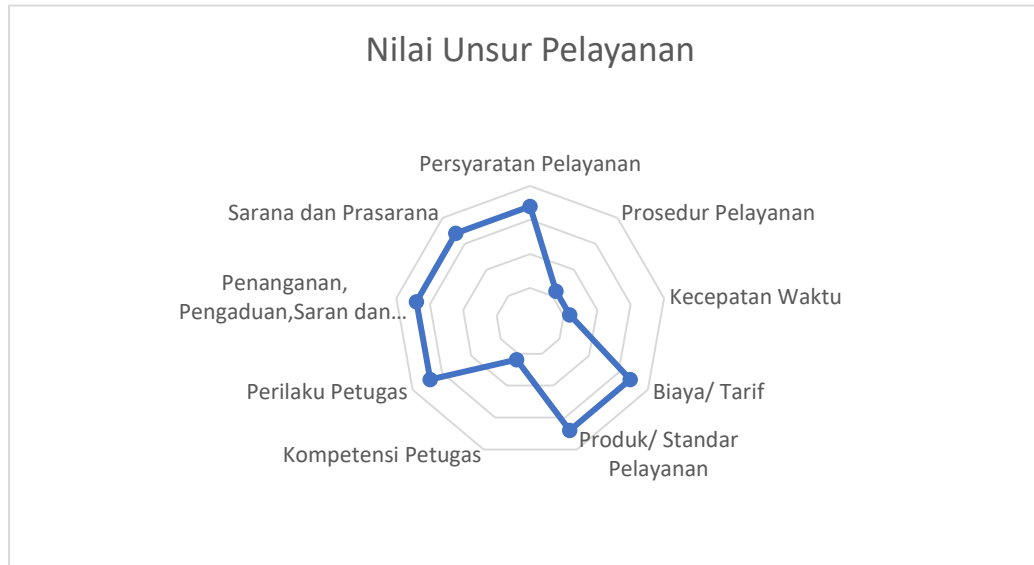 Nilai Unsur Pelayanan
Persyaratan Pelayanan
Prosedur Pelayanan
Kecepatan Waktu
Biaya/ Tarif
Produk/ Standar
Pelayanan
Kompetensi Petugas
Perilaku Petugas
Penanganan,
Pengaduan,Saran dan...
Sarana dan Prasarana